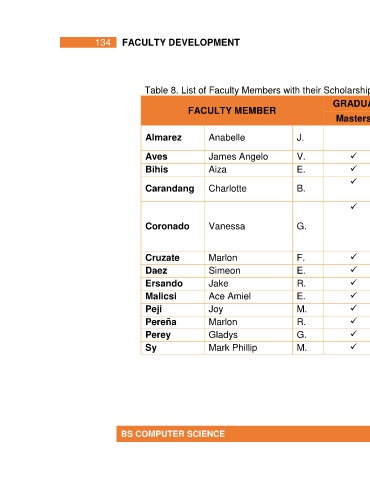 134 FACULTY DEVELOPMENT
Table 8. List of Faculty Members with their Scholarship
FACULTY MEMBER GRADUA
Masters
Almarez Anabelle J.
Aves James Angelo V. ✓
Bihis Aiza E. ✓
Carandang Charlotte B. ✓
Coronado Vanessa G. ✓
Cruzate Marlon F. ✓
Daez Simeon E. ✓
Ersando Jake R. ✓
Malicsi Ace Amiel E. ✓
Peji Joy M. ✓
Pereña Marlon R. ✓
Perey Gladys G. ✓
Sy Mark Phillip M. ✓
BS COMPUTER SCIENCE